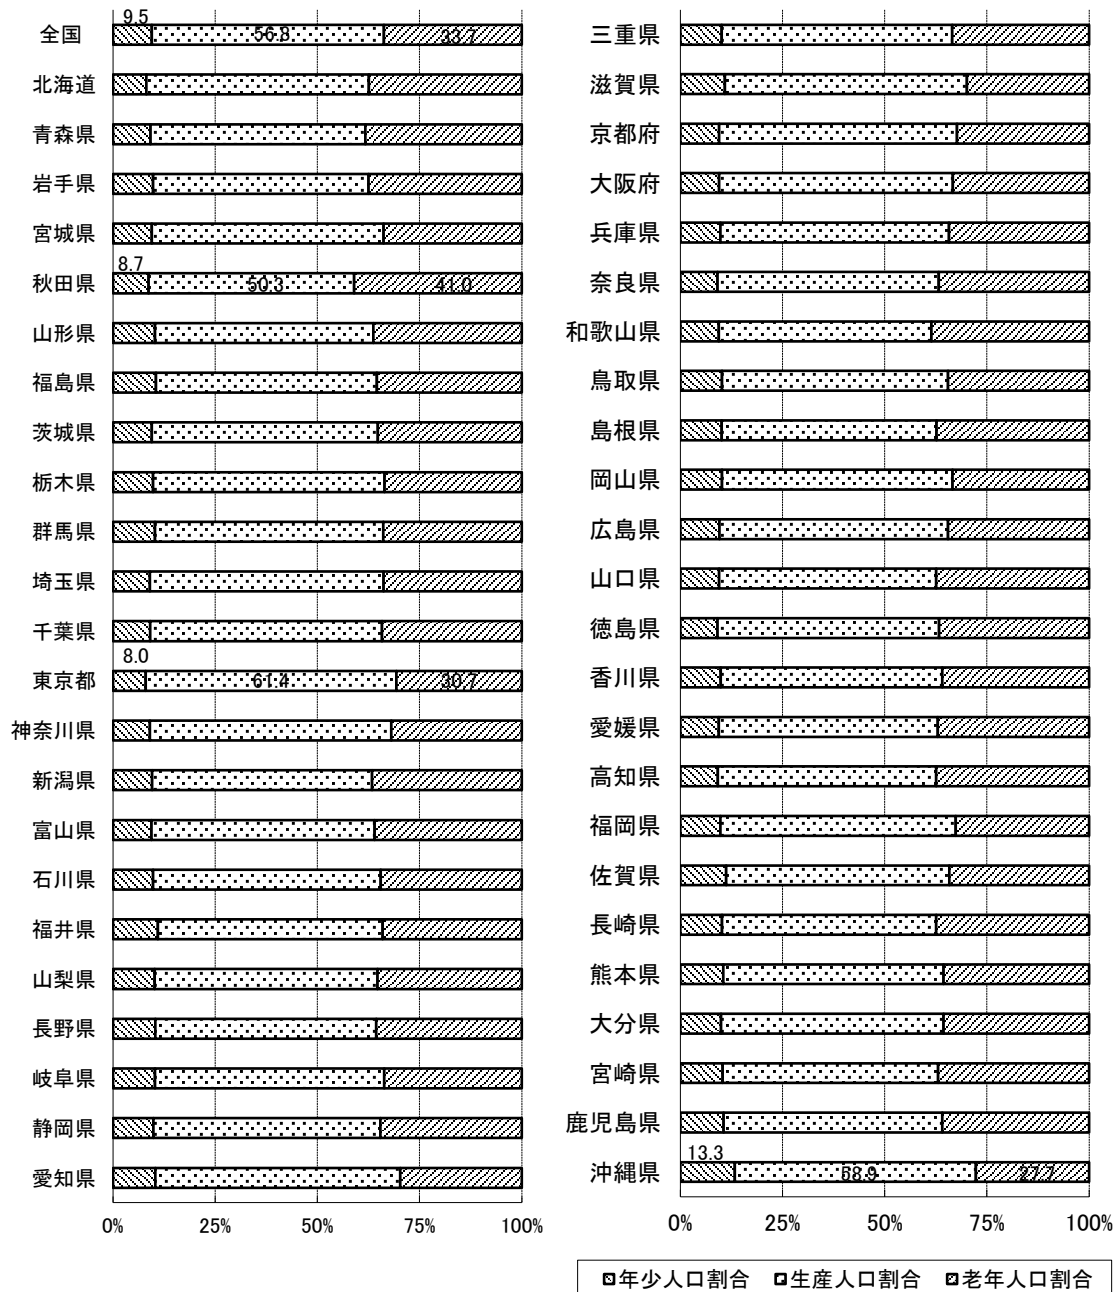 9.5
全国 56.8 33.7
北海道
青森県
岩手県
宮城県
8.7
秋田県 50.3 41.0
山形県
福島県
茨城県
栃木県
群馬県
埼玉県
千葉県
8.0
東京都 61.4 30.7
神奈川県
新潟県
富山県
石川県
福井県
山梨県
長野県
岐阜県
静岡県
愛知県
0% 25% 50% 75% 100%
三重県
滋賀県
京都府
大阪府
兵庫県
奈良県
和歌山県
鳥取県
島根県
岡山県
広島県
山口県
徳島県
香川県
愛媛県
高知県
福岡県
佐賀県
長崎県
熊本県
大分県
宮崎県
鹿児島県
13.3
沖縄県 58.9 27.7
0% 25% 50% 75% 100%
年少人口割合 生産人口割合 老年人口割合